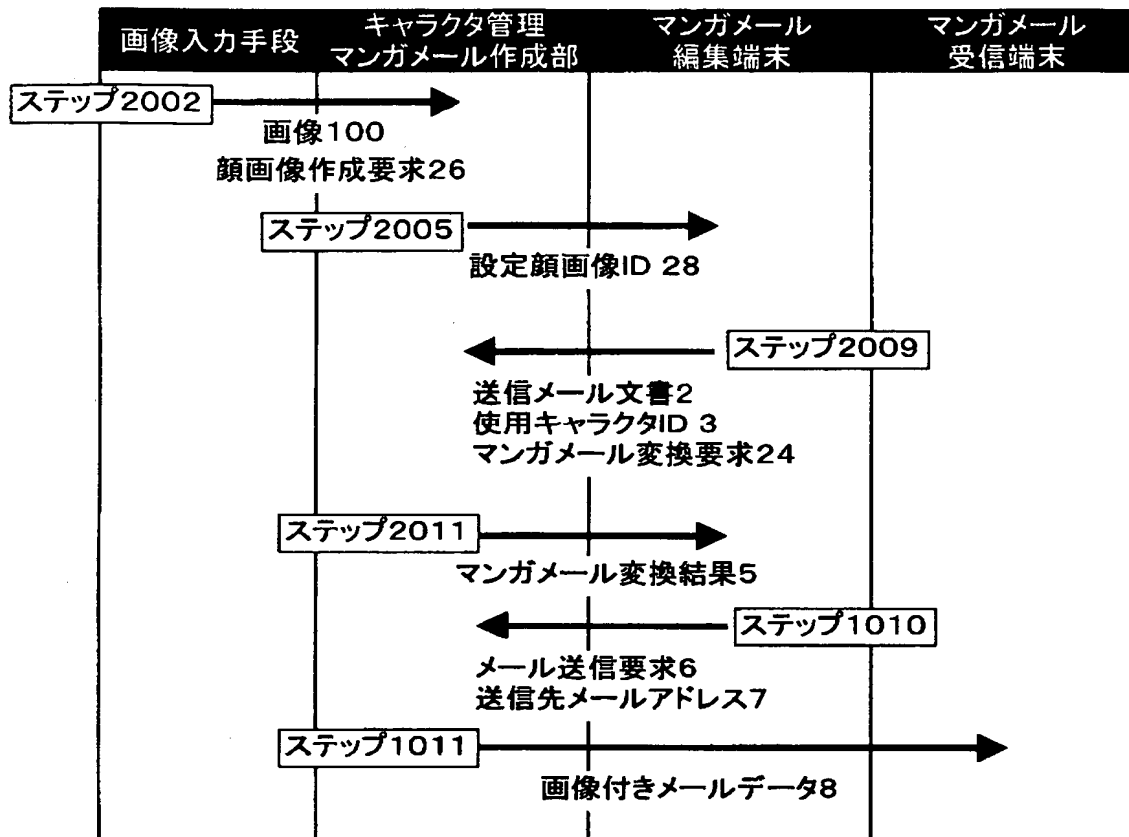 画像入力手段
キャラクタ管理
マンガメール作成部
マンガメール
編集端末
マンガメール
受信端末
ステップ2002
画像100
顔画像作成要求26
ステップ2005
設定顔画像ID 28
ステップ2009
送信メール文書2
使用キャラクタID 3
マンガメール変換要求24
ステップ2011
マンガメール変換結果5
ステップ1010
メール送信要求6
送信先メールアドレス7
ステップ1011
画像付きメールデータ8